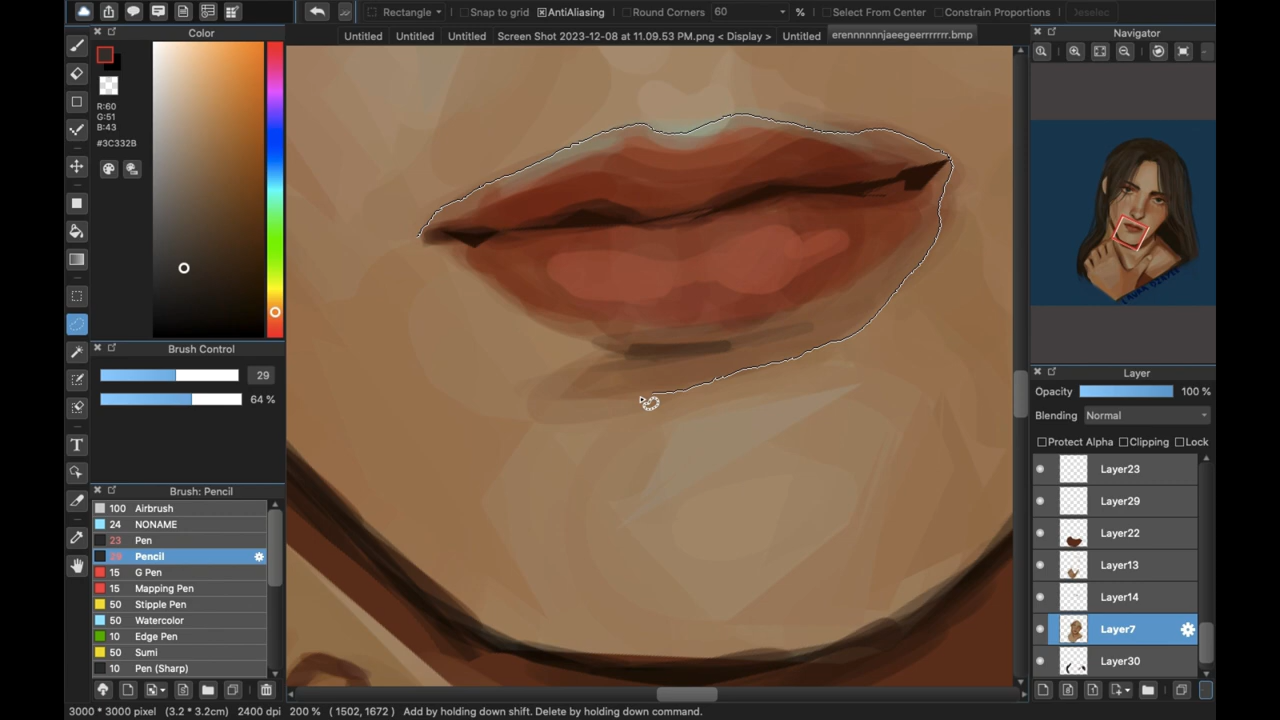 Rectangle Snap to grid AntiAliasing Round Corners 60 % Select From Center Constrain Proportions Deselec
Untitled Untitled Untitled Screen Shot 2023-12-08 at 11.09.53 PM.png < Display > Untitled erennnnnnjaeegeerrrrrrr.bmp
Color
R:60
G:51
B:43
#3C332B
Brush Control
29
64 %
Brush: Pencil
100 Airbrush
24 NONAME
23 Pen
29 Pencil
15 G Pen
15 Mapping Pen
50 Stipple Pen
50 Watercolor
10 Edge Pen
50 Sumi
10 Pen (Sharp)
T
Navigator
Layer
Opacity 100 %
Blending Normal
Protect Alpha Clipping Lock
Layer23
Layer29
Layer22
Layer13
Layer14
Layer7
Layer30
3000 * 3000 pixel (3.2 * 3.2cm) 2400 dpi 200 % ( 1502, 1672 ) Add by holding down shift. Delete by holding down command.